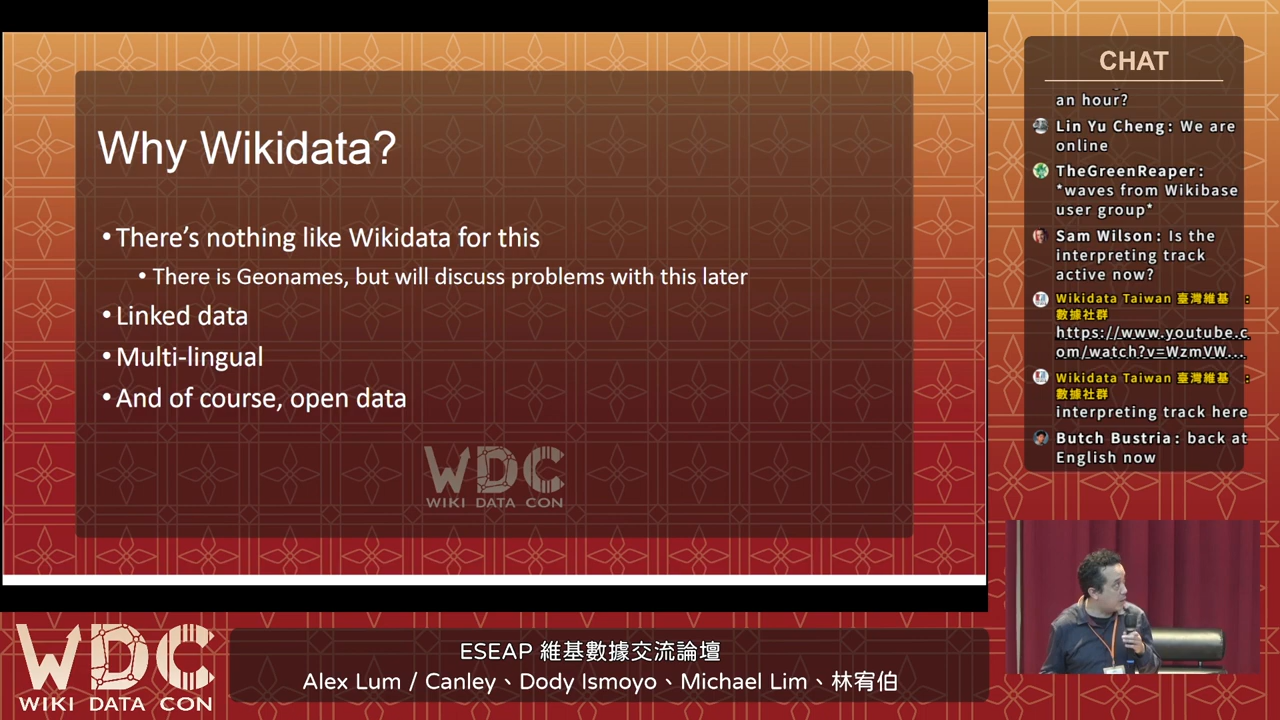 Why Wikidata?
• There's nothing like Wikidata for this
• There is Geonames, but will discuss problems with this later
• Linked data
• Multi-lingual
• And of course, open data
WDC
WIKI DATA CON
CHAT
an hour?
Lin Yu Cheng: We are
online
TheGreenReaper:
*waves from Wikibase
user group*
Sam Wilson: Is the
interpreting track
active now?
Wikidata Taiwan 臺灣維基 :
數據社群
https://www.youtube.c
om/watch?v=WzmVW...
Wikidata Taiwan 臺灣維基 :
數據社群
interpreting track here
Butch Bustria: back at
English now
WDC
WIKI DATA CON
ESEAP 維基數據交流論壇
Alex Lum / Canley、Dody Ismoyo、Michael Lim、林宥伯